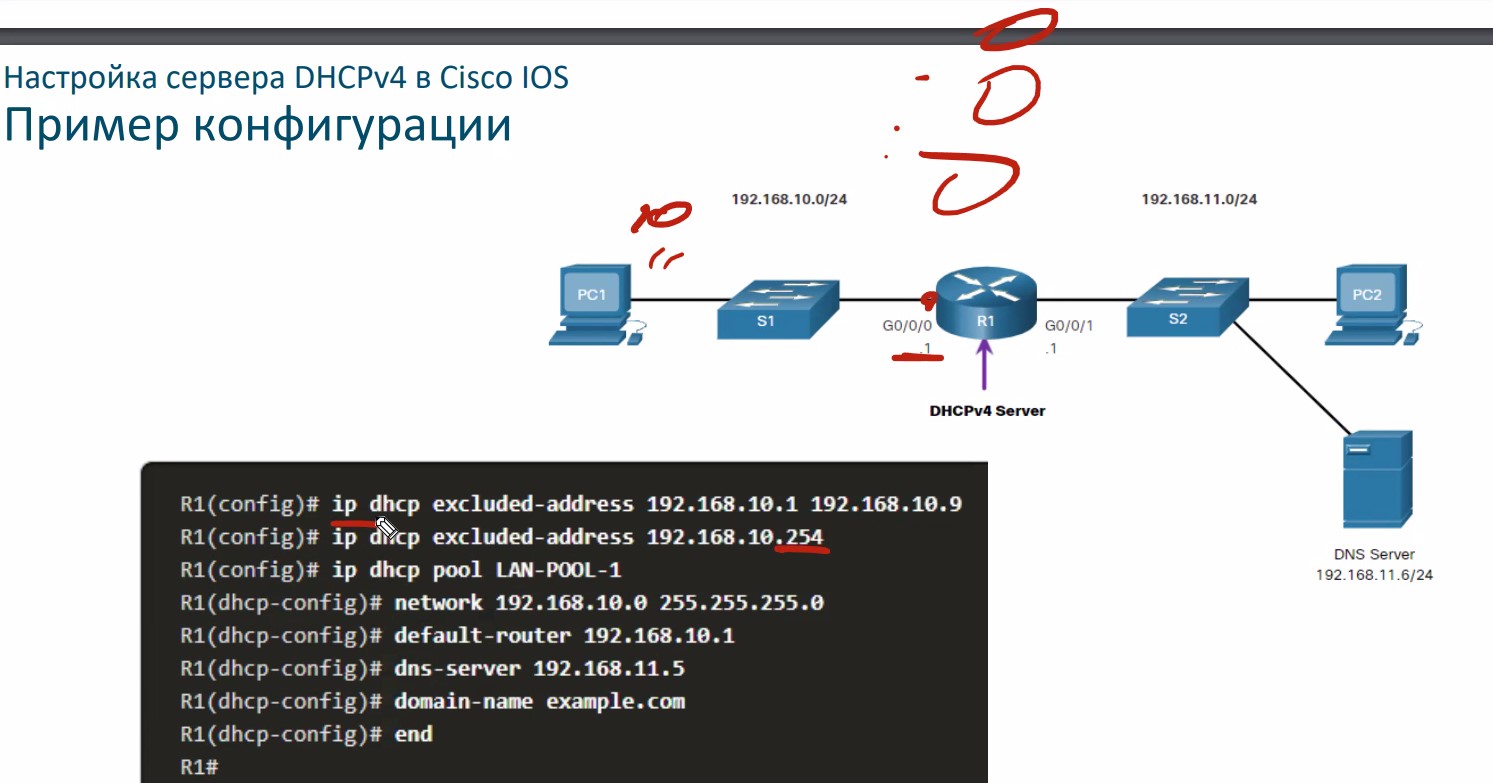 Настройка сервера DHCPv4 в Cisco IOS
Пример конфигурации
192.168.10.0/24
192.168.11.0/24
10
PC1
S1
G0/0/0
.1
R1
G0/0/1
.1
S2
PC2
DHCPv4 Server
DNS Server
192.168.11.6/24
R1(config)# ip dhcp excluded-address 192.168.10.1 192.168.10.9
R1(config)# ip dhcp excluded-address 192.168.10.254
R1(config)# ip dhcp pool LAN-POOL-1
R1(dhcp-config)# network 192.168.10.0 255.255.255.0
R1(dhcp-config)# default-router 192.168.10.1
R1(dhcp-config)# dns-server 192.168.11.5
R1(dhcp-config)# domain-name example.com
R1(dhcp-config)# end
R1#